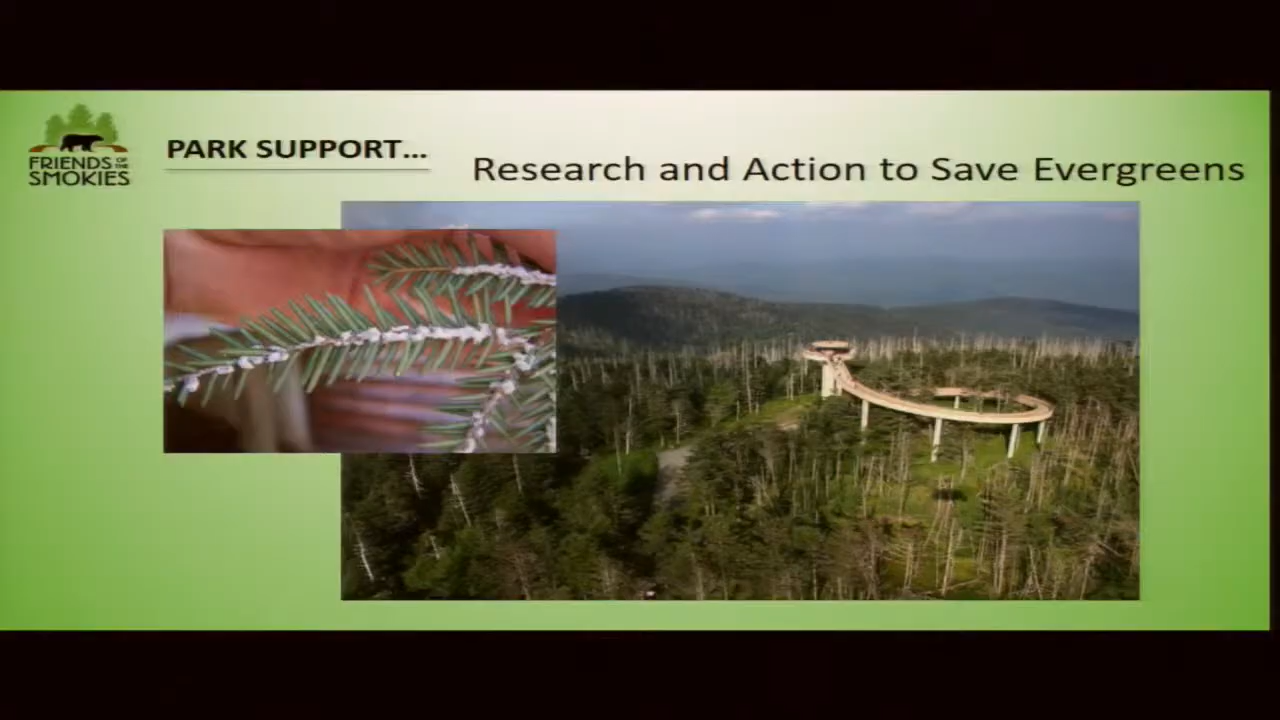 FRIENDS OF THE
SMOKIES
PARK SUPPORT...
Research and Action to Save Evergreens